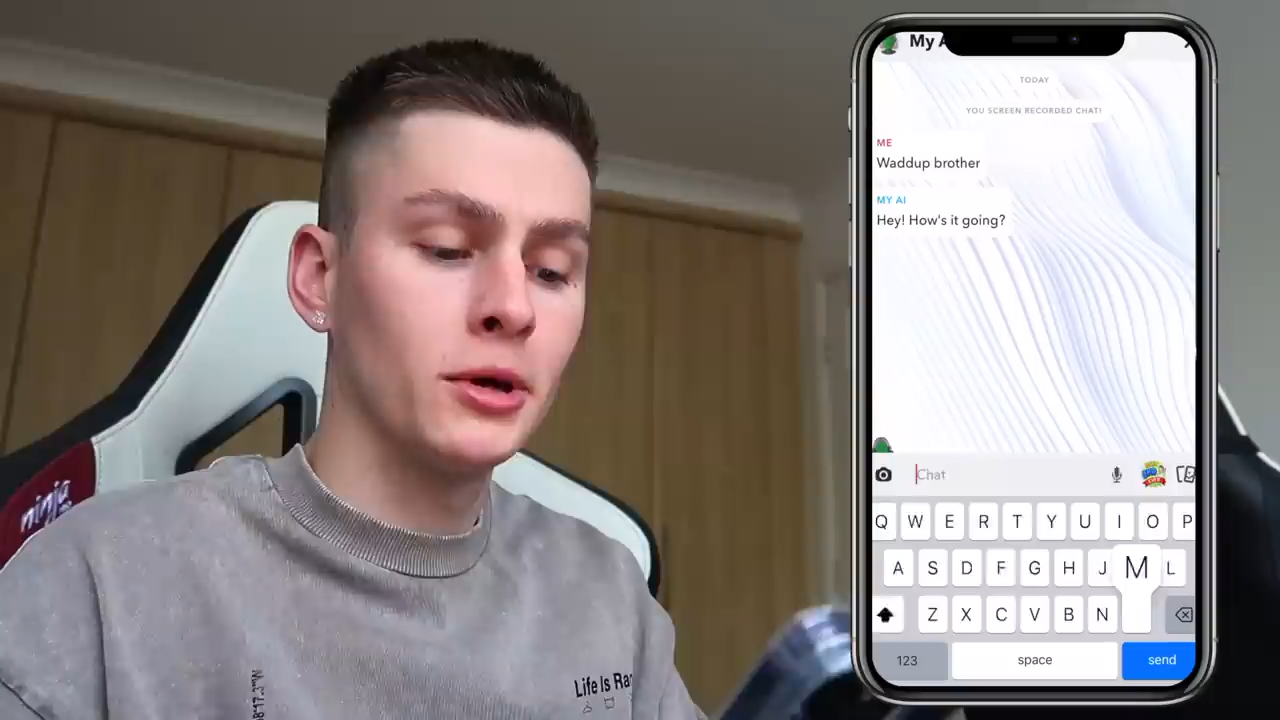 My A
TODAY
YOU SCREEN RECORDED CHAT!
ME
Waddup brother
MY AI
Hey! How's it going?
Chat
Q W E R T Y U I O P
A S D F G H J M L
Z X C V B N
123 space send
ninja
Life Is Ra